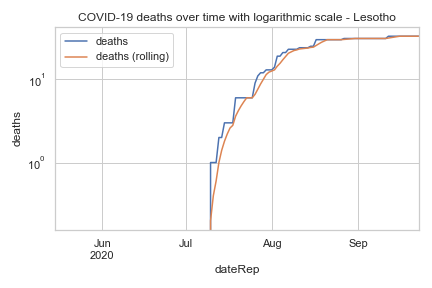 COVID-19 deaths over time with logarithmic scale - Lesotho
deaths
deaths (rolling)
10¹
10⁰
deaths
Jun
2020
Jul
Aug
Sep
dateRep